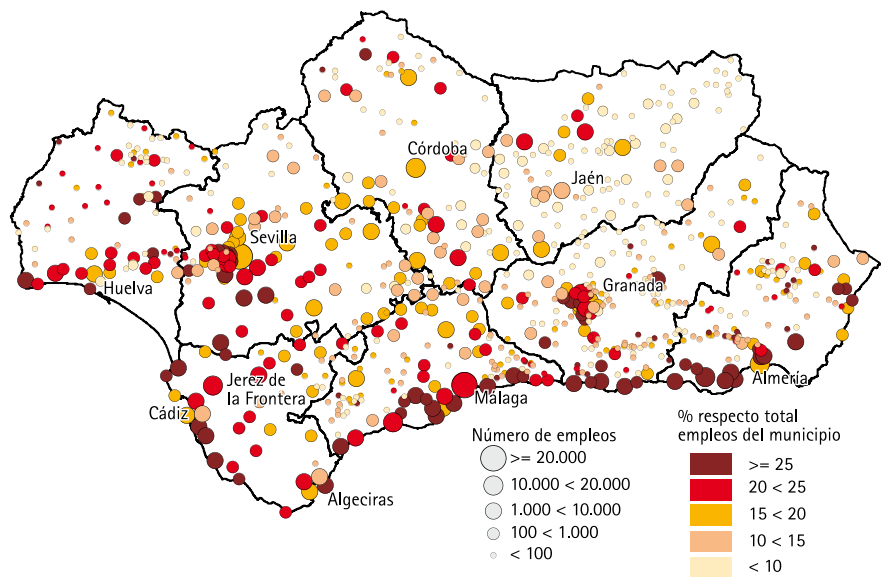 Córdoba
Jaén
Sevilla
Huelva
Granada
Jerez de
la Frontera
Cádiz
Málaga
Almería
Algeciras
Número de empleos
>= 20.000
10.000 < 20.000
1.000 < 10.000
100 < 1.000
< 100
% respecto total
empleos del municipio
>= 25
20 < 25
15 < 20
10 < 15
< 10